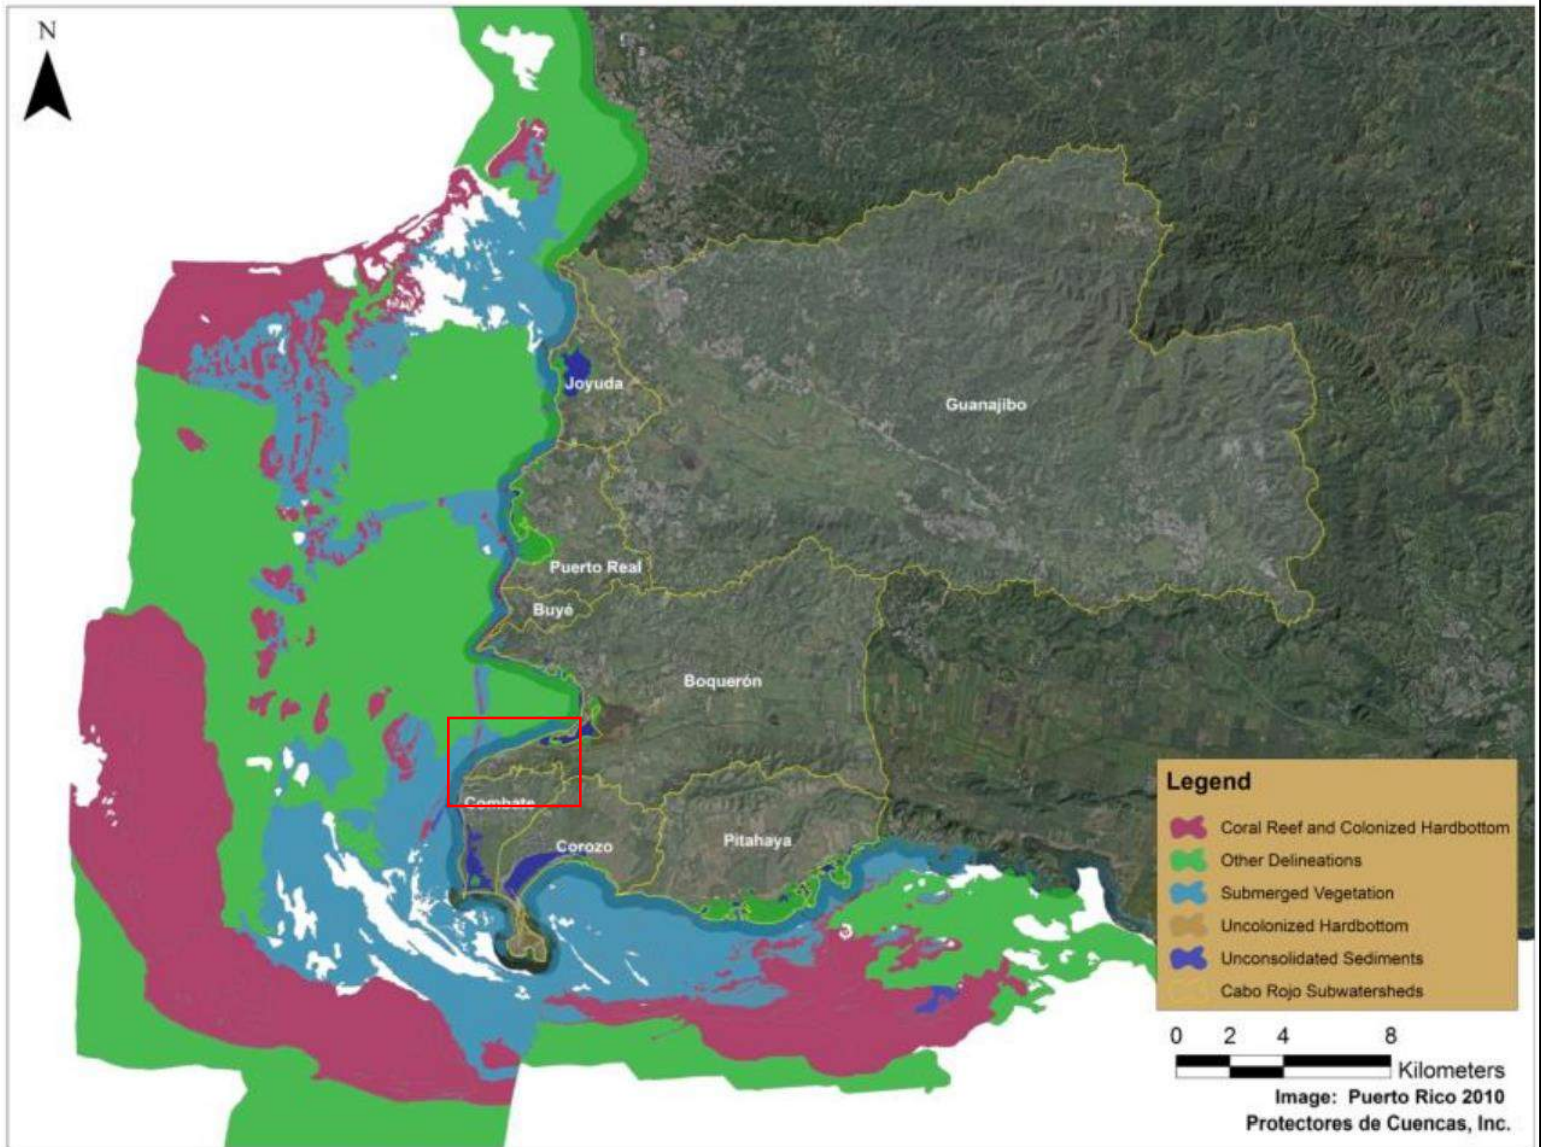 N
Joyuda
Guanajibo
Puerto Real
Buyé
Boquerón
Combate
Corozo
Pitahaya
Legend
Coral Reef and Colonized Hardbottom
Other Delineations
Submerged Vegetation
Uncolonized Hardbottom
Unconsolidated Sediments
Cabo Rojo Subwatersheds
0 2 4 8
Kilometers
Image: Puerto Rico 2010
Protectores de Cuencas, Inc.